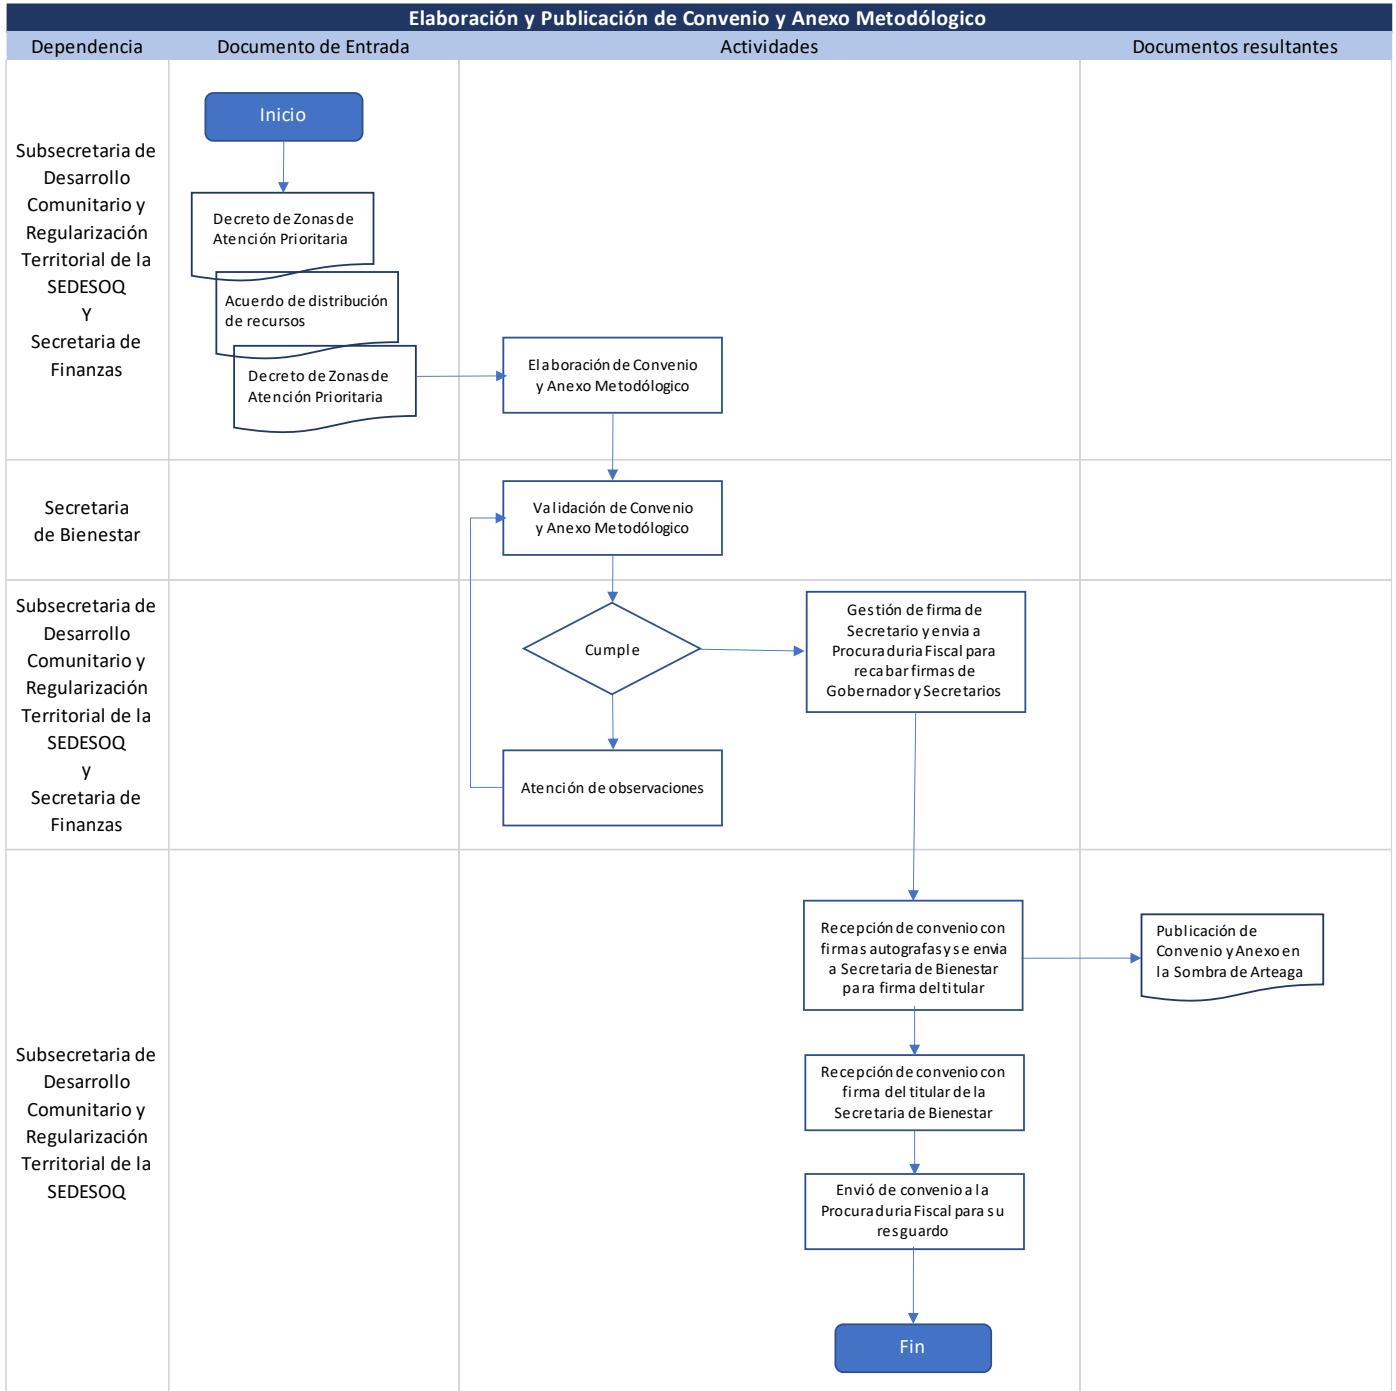 Elaboración y Publicación de Convenio y Anexo Metodólogico
Dependencia
Documento de Entrada
Actividades
Documentos resultantes
Subsecretaria de
Desarrollo
Comunitario y
Regularización
Territorial de la
SEDESOQ
Y
Secretaria de
Finanzas
Inicio
Decreto de Zonas de
Atención Prioritaria
Acuerdo de distribución
de recursos
Decreto de Zonas de
Atención Prioritaria
Elaboración de Convenio
y Anexo Metodólogico
Secretaria
de Bienestar
Validación de Convenio
y Anexo Metodólogico
Subsecretaria de
Desarrollo
Comunitario y
Regularización
Territorial de la
SEDESOQ
y
Secretaria de
Finanzas
Cumple
Gestión de firma de
Secretario y envia a
Procuraduria Fiscal para
recabar firmas de
Gobernador y Secretarios
Atención de observaciones
Subsecretaria de
Desarrollo
Comunitario y
Regularización
Territorial de la
SEDESOQ
Recepción de convenio con
firmas autografas y se envia
a Secretaria de Bienestar
para firma del titular
Publicación de
Convenio y Anexo en
la Sombra de Arteaga
Recepción de convenio con
firma del titular de la
Secretaria de Bienestar
Envió de convenio a la
Procuraduria Fiscal para su
resguardo
Fin